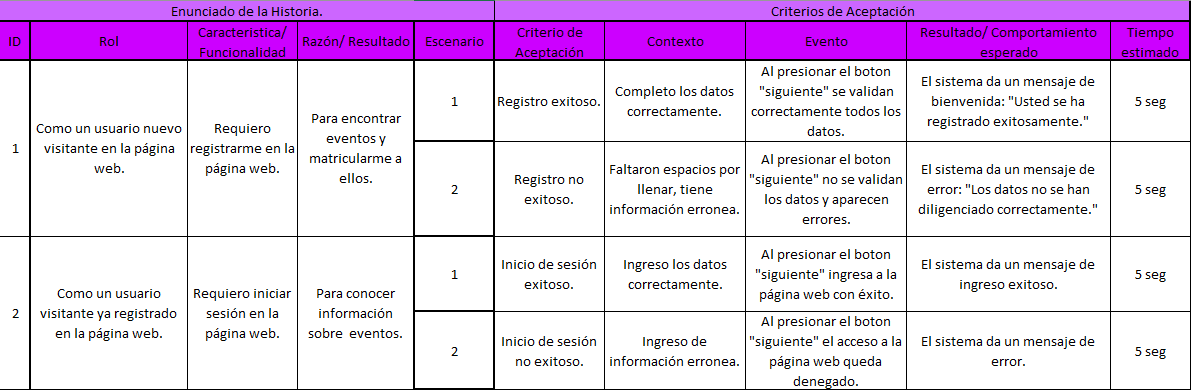 Enunciado de la Historia.
Criterios de Aceptación
ID
Rol
Característica/
Funcionalidad
Razón/ Resultado
Escenario
Criterio de
Aceptación
Contexto
Evento
Resultado/ Comportamiento
esperado
Tiempo
estimado
1
Como un usuario nuevo
visitante en la página
web.
Requiero
registrarme en la
página web.
Para encontrar
eventos y
matricularme a
ellos.
1
Registro exitoso.
Completo los datos
correctamente.
Al presionar el boton
"siguiente" se validan
correctamente todos los
datos.
El sistema da un mensaje de
bienvenida: "Usted se ha
registrado exitosamente."
5 seg
2
Registro no
exitoso.
Faltaron espacios por
llenar, tiene
información erronea.
Al presionar el boton
"siguiente" no se validan
los datos y aparecen
errores.
El sistema da un mensaje de
error: "Los datos no se han
diligenciado correctamente."
5 seg
2
Como un usuario
visitante ya registrado
en la página web.
Requiero iniciar
sesión en la
página web.
Para conocer
información
sobre eventos.
1
Inicio de sesión
exitoso.
Ingreso los datos
correctamente.
Al presionar el boton
"siguiente" ingresa a la
página web con éxito.
El sistema da un mensaje de
ingreso exitoso.
5 seg
2
Inicio de sesión
no exitoso.
Ingreso de
información erronea.
Al presionar el boton
"siguiente" el acceso a la
página web queda
denegado.
El sistema da un mensaje de
error.
5 seg